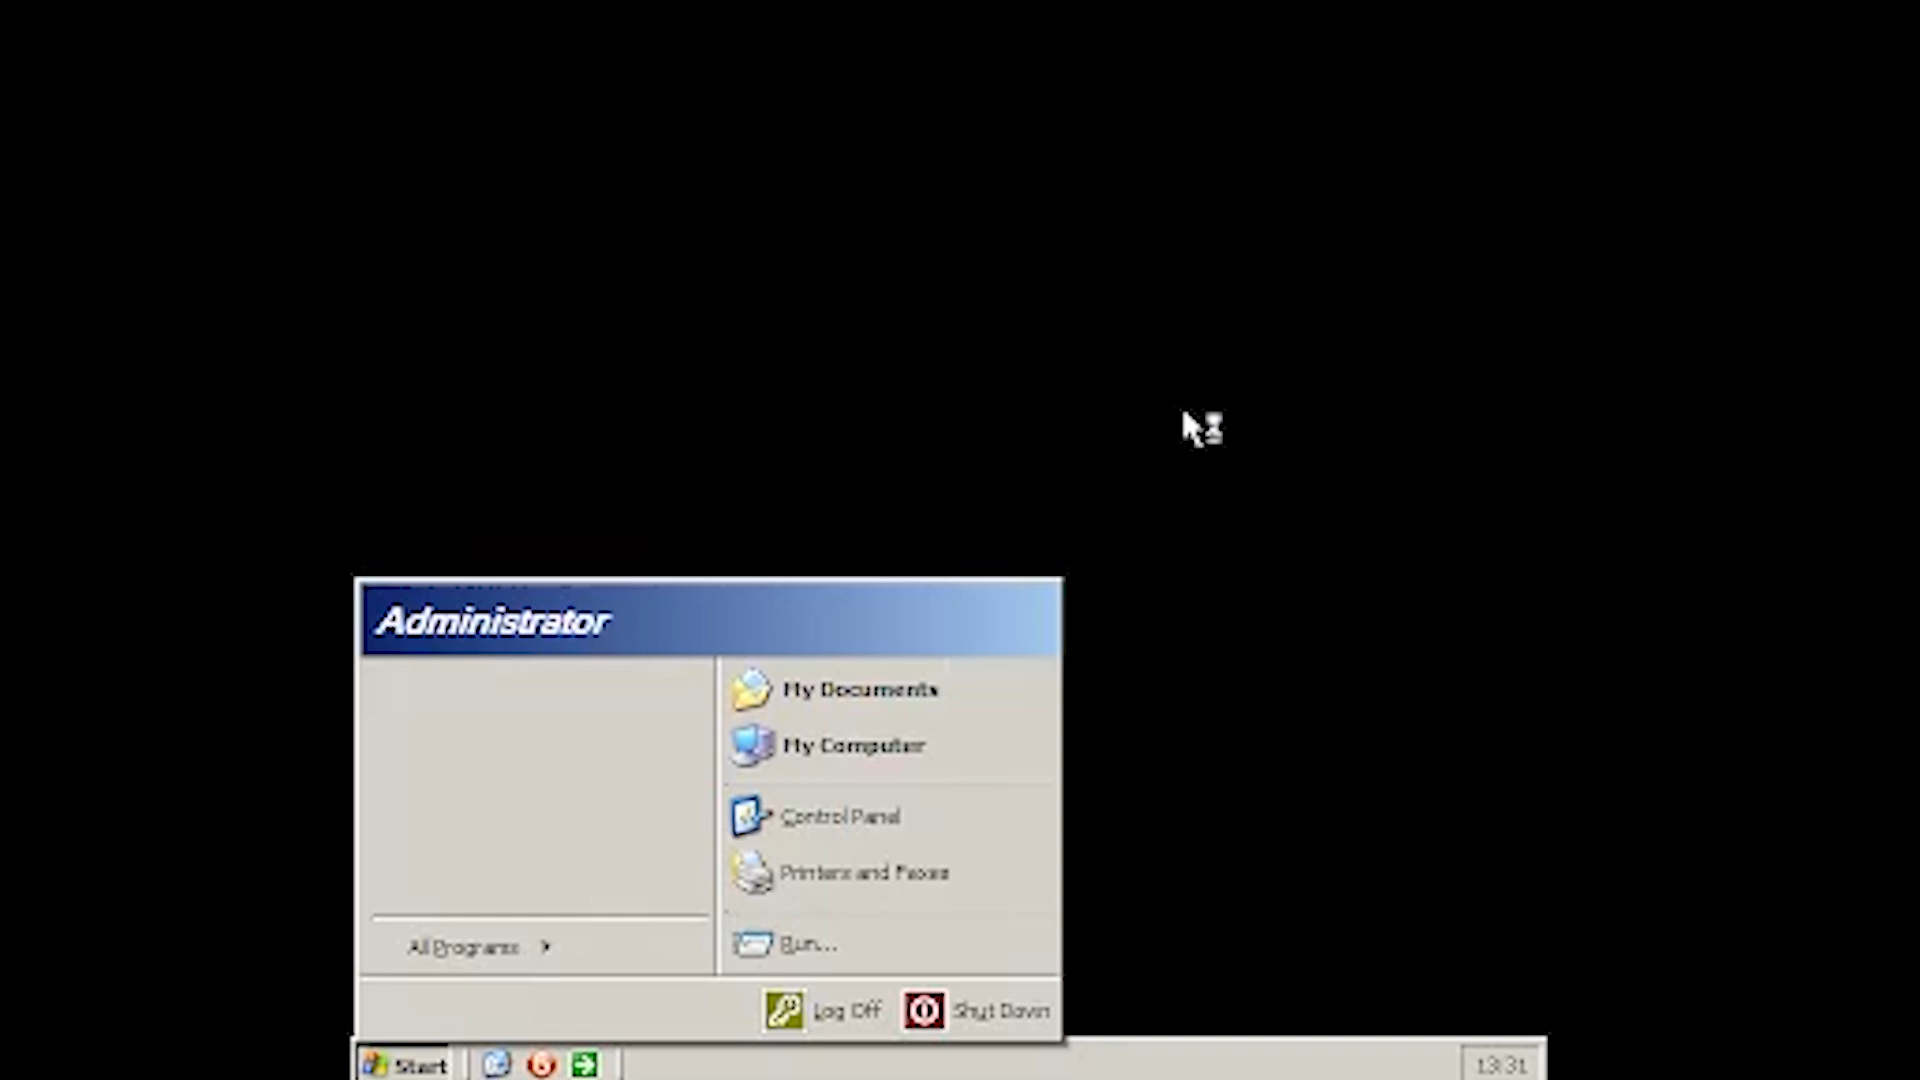 Administrator
My Documents
My Computer
Control Panel
Printers and Faxes
All Programs
Run...
Log Off
Shut Down
Start
13:31